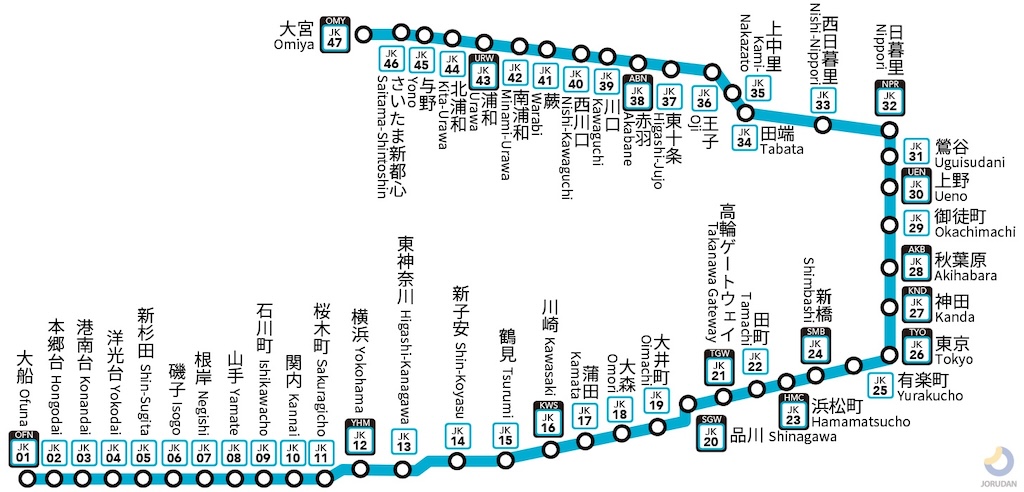 大宮
Omiya
OMY
JK
47
JK
46
さいたま新都心
Saitama-Shintoshin
JK
45
与野
Yono
JK
44
北浦和
Kita-Urawa
URW
JK
43
浦和
Urawa
JK
42
南浦和
Minami-Urawa
JK
41
蕨
Warabi
JK
40
西川口
Nishi-Kawaguchi
JK
39
川口
Kawaguchi
ABN
JK
38
赤羽
Akabane
JK
37
東十条
Higashi-Jujo
JK
36
王子
Oji
上中里
Kami-
Nakazato
JK
35
JK
34
田端
Tabata
西日暮里
Nishi-Nippori
JK
33
日暮里
Nippori
NPR
JK
32
JK
31
鶯谷
Uguisudani
UEN
JK
30
上野
Ueno
JK
29
御徒町
Okachimachi
AKB
JK
28
秋葉原
Akihabara
KND
JK
27
神田
Kanda
TYO
JK
26
東京
Tokyo
JK
25
有楽町
Yurakucho
新橋
Shimbashi
SMB
JK
24
HMC
JK
23
浜松町
Hamamatsucho
田町
Tamachi
JK
22
高輪ゲートウェイ
Takanawa Gateway
TGW
JK
21
SGW
JK
20
品川 Shinagawa
大井町
Oimachi
JK
19
大森
Omori
JK
18
蒲田
Kamata
JK
17
川崎 Kawasaki
KWS
JK
16
鶴見 Tsurumi
JK
15
新子安 Shin-Koyasu
JK
14
東神奈川 Higashi-Kanagawa
JK
13
横浜 Yokohama
YHM
JK
12
桜木町 Sakuragicho
JK
11
関内 Kannai
JK
10
石川町 Ishikawacho
JK
09
山手 Yamate
JK
08
根岸 Negishi
JK
07
磯子 Isogo
JK
06
新杉田 Shin-Sugita
JK
05
洋光台 Yokodai
JK
04
港南台 Konandai
JK
03
本郷台 Hongodai
JK
02
大船 Ofuna
OFN
JK
01
JORUDAN